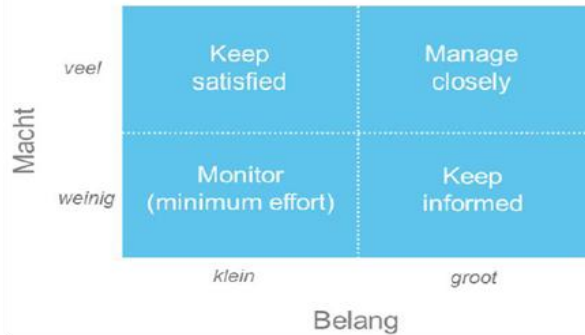 Macht
veel
Keep
satisfied
Manage
closely
weinig
Monitor
(minimum effort)
Keep
informed
klein
groot
Belang